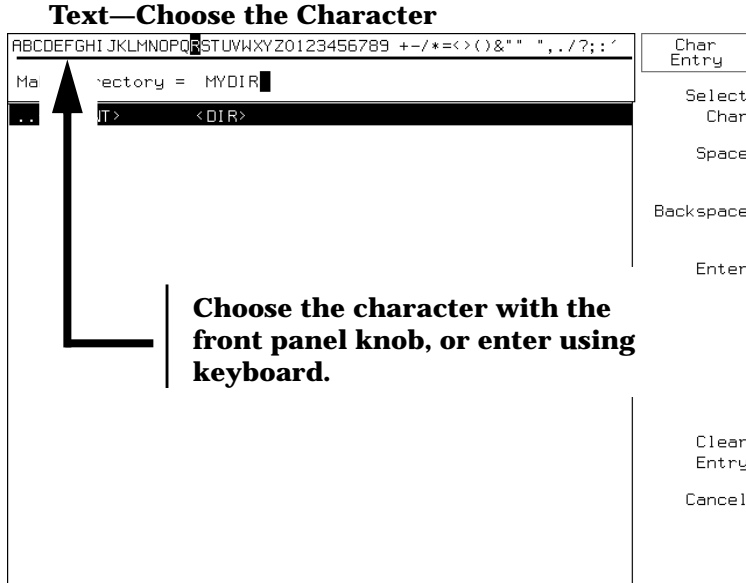 Text—Choose the Character
ABCDEFGHIJKLMNOPQRSTUVWXYZ0123456789 +-/*=<>()&"" ",./?;:'
Char
Entry
Ma ectory = MYDIR
.. NT> <DIR>
Select
Char
Space
Backspace
Enter
Choose the character with the
front panel knob, or enter using
keyboard.
Clear
Entry
Cancel